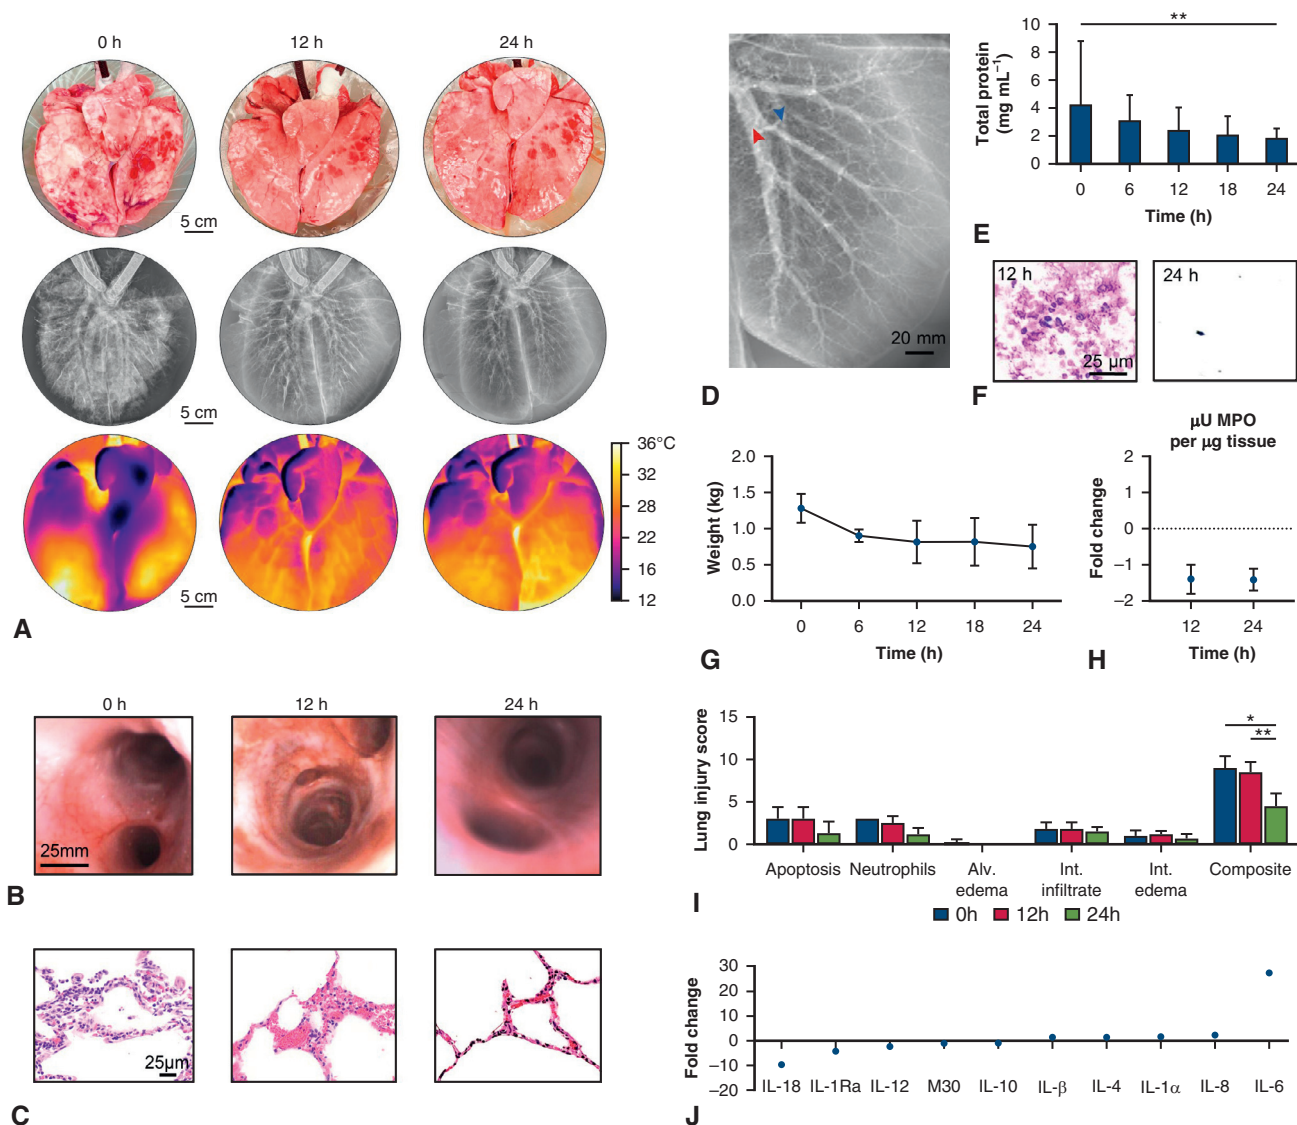 0 h
12 h
24 h
5 cm
5 cm
36°C
32
28
22
16
12
5 cm
A
0 h
12 h
24 h
25mm
B
25µm
C
20 mm
D
**
Total protein
(mg mL⁻¹)
10
8
6
4
2
0
0 6 12 18 24
Time (h)
E
12 h
25 µm
24 h
F
Weight (kg)
2.0
1.5
1.0
0.5
0.0
0 6 12 18 24
Time (h)
G
µU MPO
per µg tissue
Fold change
2
1
0
−1
−2
12 24
Time (h)
H
Lung injury score
15
10
5
0
*
**
Apoptosis Neutrophils Alv. edema Int. infiltrate Int. edema Composite
0h 12h 24h
I
Fold change
30
20
10
0
−10
−20
IL-18 IL-1Ra IL-12 M30 IL-10 IL-β IL-4 IL-1α IL-8 IL-6
J